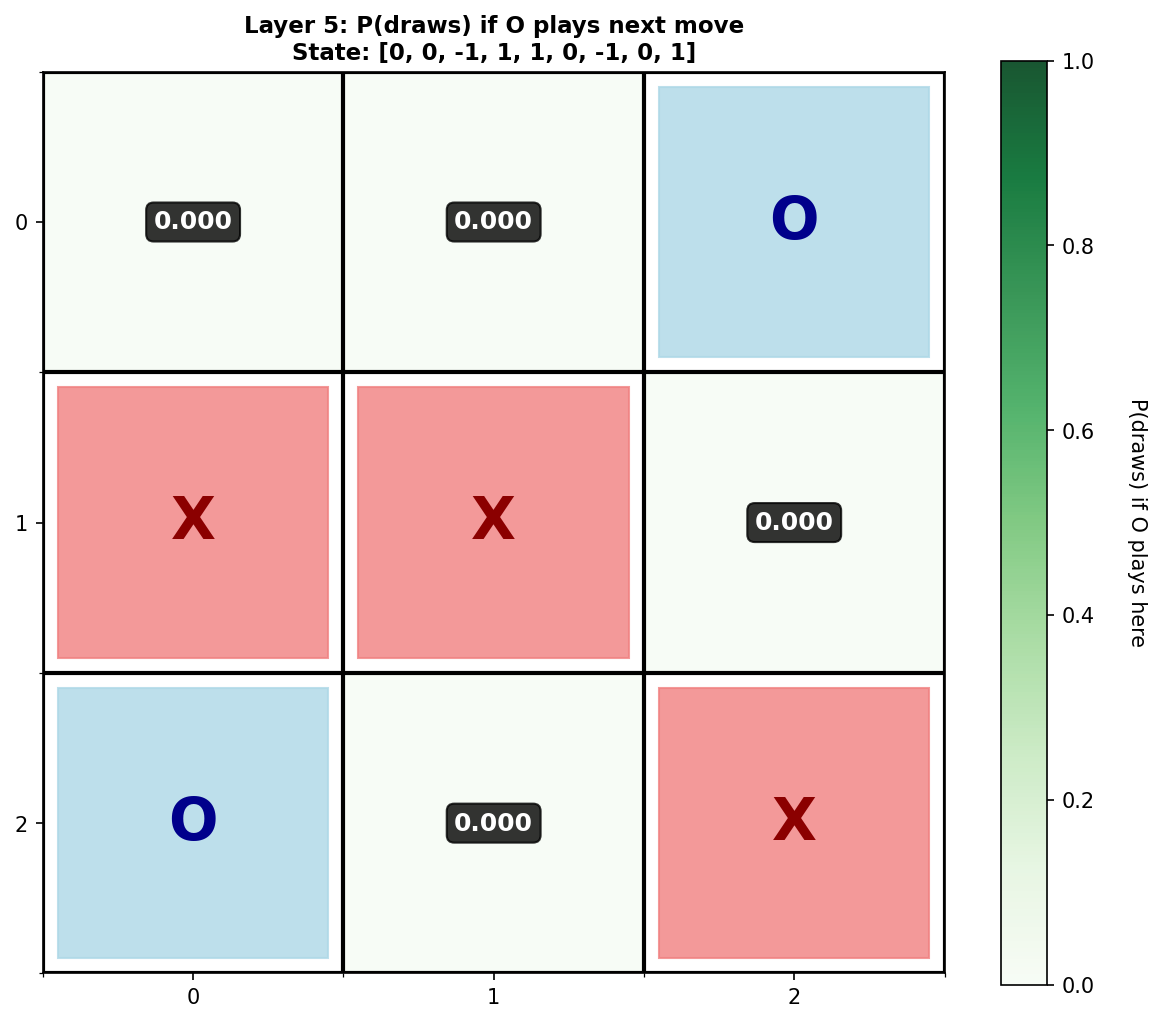 Layer 5: P(draws) if O plays next move
State: [0, 0, -1, 1, 1, 0, -1, 0, 1]
0.000
0.000
O
X
X
0.000
O
0.000
X
0
1
2
0
1
2
1.0
0.8
0.6
0.4
0.2
0.0
P(draws) if O plays here